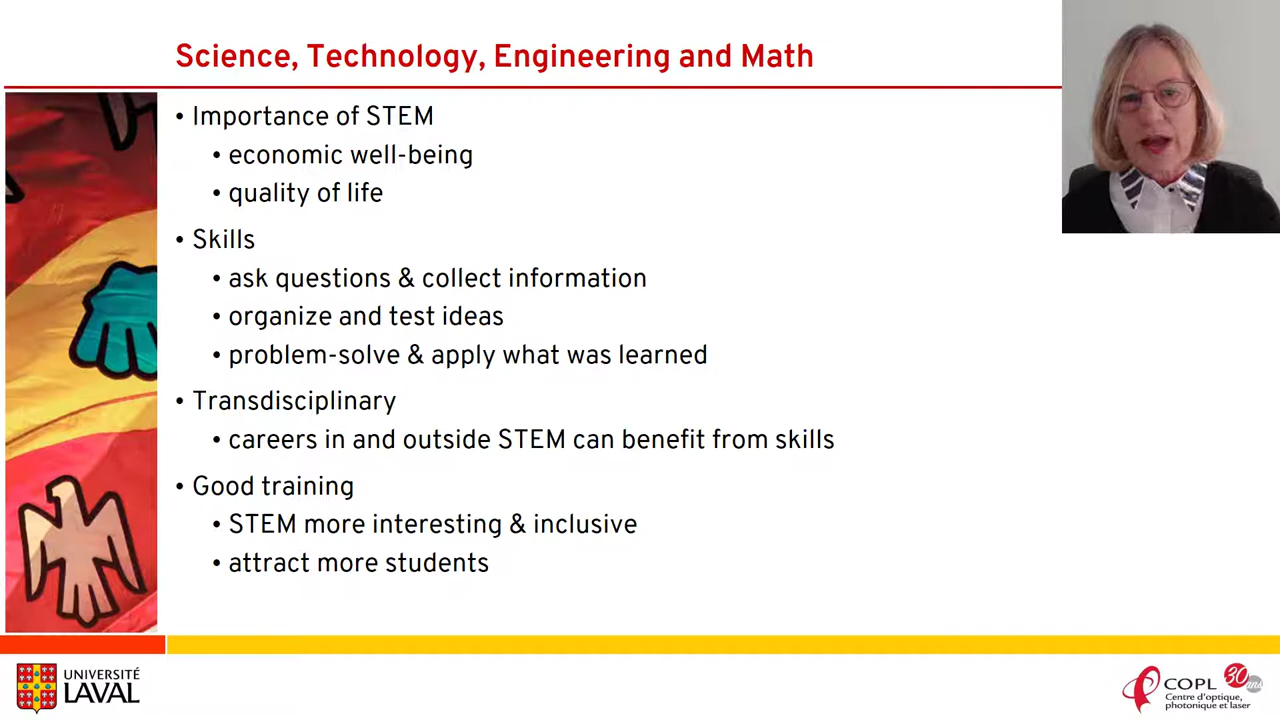 Science, Technology, Engineering and Math
• Importance of STEM
• economic well-being
• quality of life
• Skills
• ask questions & collect information
• organize and test ideas
• problem-solve & apply what was learned
• Transdisciplinary
• careers in and outside STEM can benefit from skills
• Good training
• STEM more interesting & inclusive
• attract more students
UNIVERSITÉ
LAVAL
COPL 30 ans
Centre d'optique,
photonique et laser